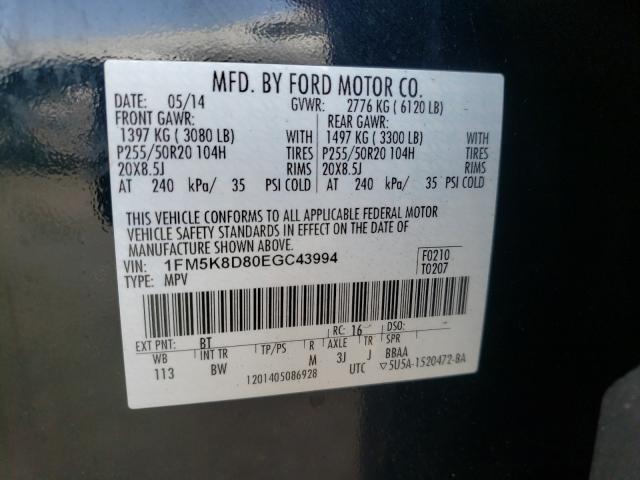 MFD. BY FORD MOTOR CO.
DATE: 05/14 GVWR: 2776 KG ( 6120 LB)
FRONT GAWR: REAR GAWR:
1397 KG ( 3080 LB) WITH 1497 KG ( 3300 LB) WITH
P255/50R20 104H TIRES P255/50R20 104H TIRES
20X8.5J RIMS 20X8.5J RIMS
AT 240 kPa/ 35 PSI COLD AT 240 kPa/ 35 PSI COLD
THIS VEHICLE CONFORMS TO ALL APPLICABLE FEDERAL MOTOR
VEHICLE SAFETY STANDARDS IN EFFECT ON THE DATE OF
MANUFACTURE SHOWN ABOVE.
VIN: 1FM5K8D80EGC43994 F0210
TYPE: MPV T0207
EXT PNT: BT RC: 16 DSO:
WB INT TR TP/PS R AXLE TR SPR
113 BW M 3J J BBAA
1201405086928 UTC ▽5U5A-1520472-BA